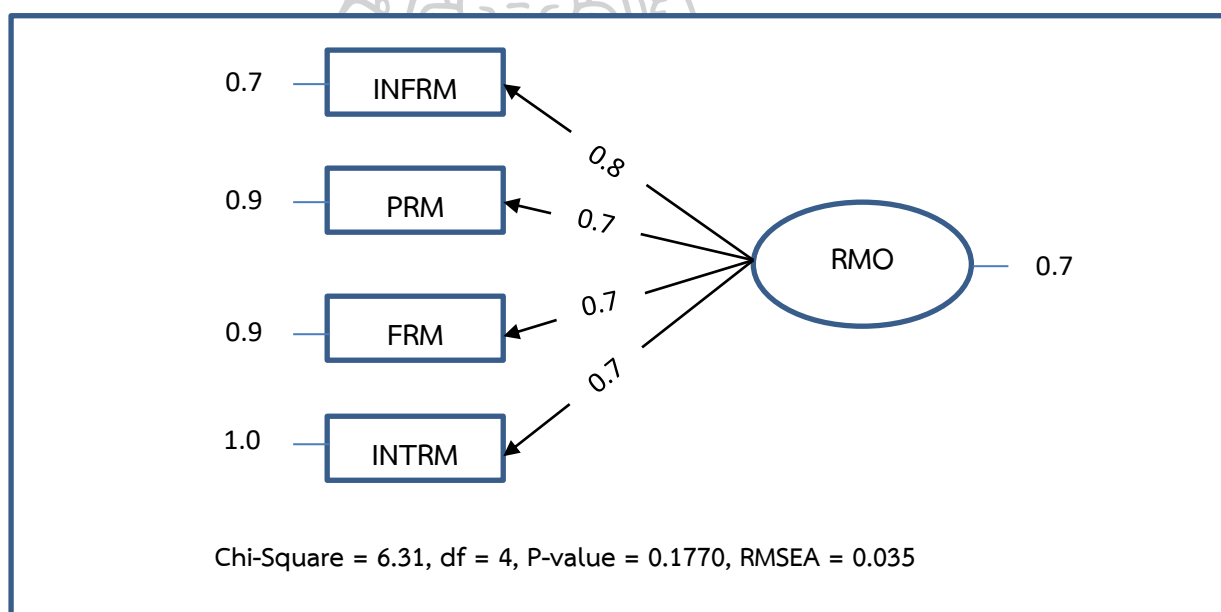 0.7 INFRM
0.8
0.9 PRM
0.7
RMO 0.7
0.9 FRM
0.7
0.7
1.0 INTRM
Chi-Square = 6.31, df = 4, P-value = 0.1770, RMSEA = 0.035